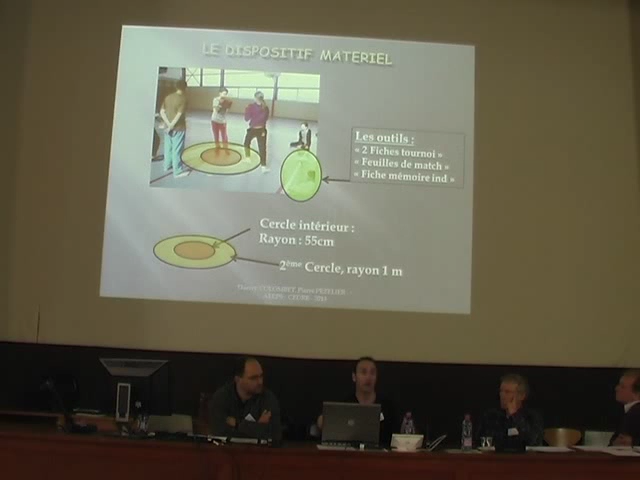 LE DISPOSITIF MATERIEL
Les outils :
« 2 Fiches tournoi »
« Feuilles de match »
« Fiche mémoire ind »
Cercle intérieur :
Rayon : 55cm
2ème Cercle, rayon 1 m